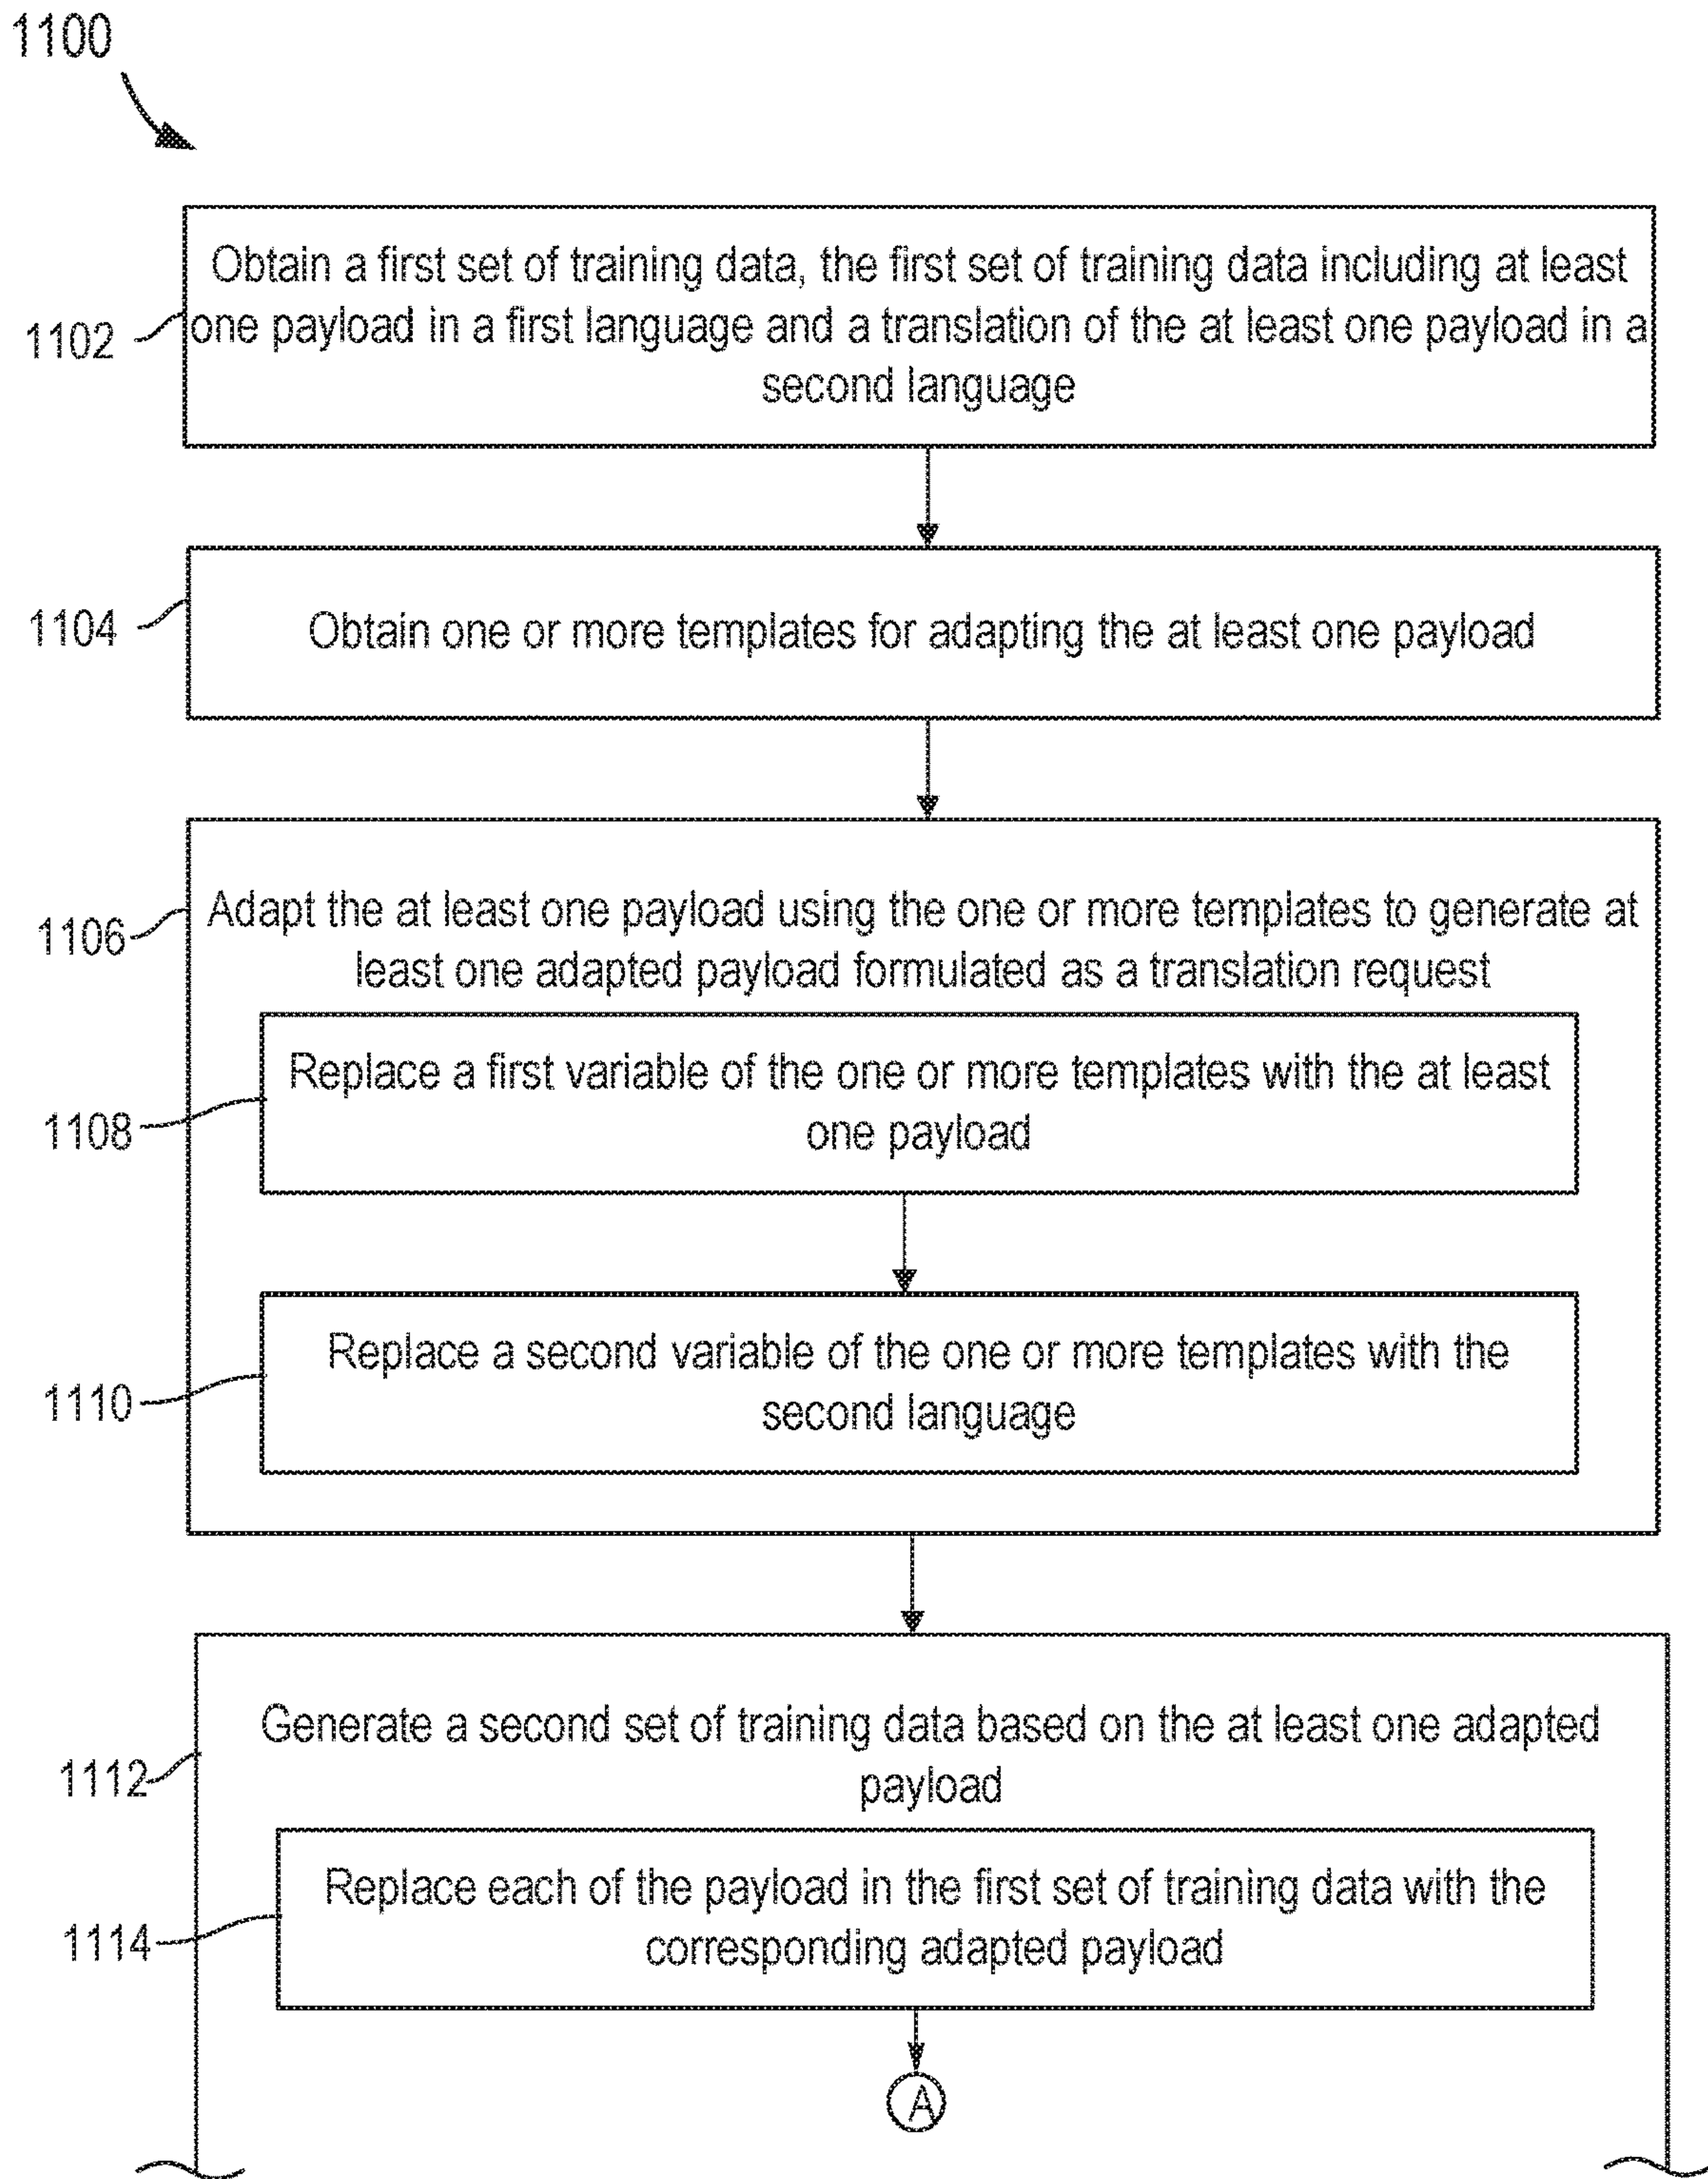 1100
Obtain a first set of training data, the first set of training data including at least
1102
one payload in a first language and a translation of the at least one payload in a
second language
1104
Obtain one or more templates for adapting the at least one payload
1106
Adapt the at least one payload using the one or more templates to generate at
least one adapted payload formulated as a translation request
Replace a first variable of the one or more templates with the at least
1108
one payload
Replace a second variable of the one or more templates with the
1110
second language
Generate a second set of training data based on the at least one adapted
1112
payload
Replace each of the payload in the first set of training data with the
1114
corresponding adapted payload
A